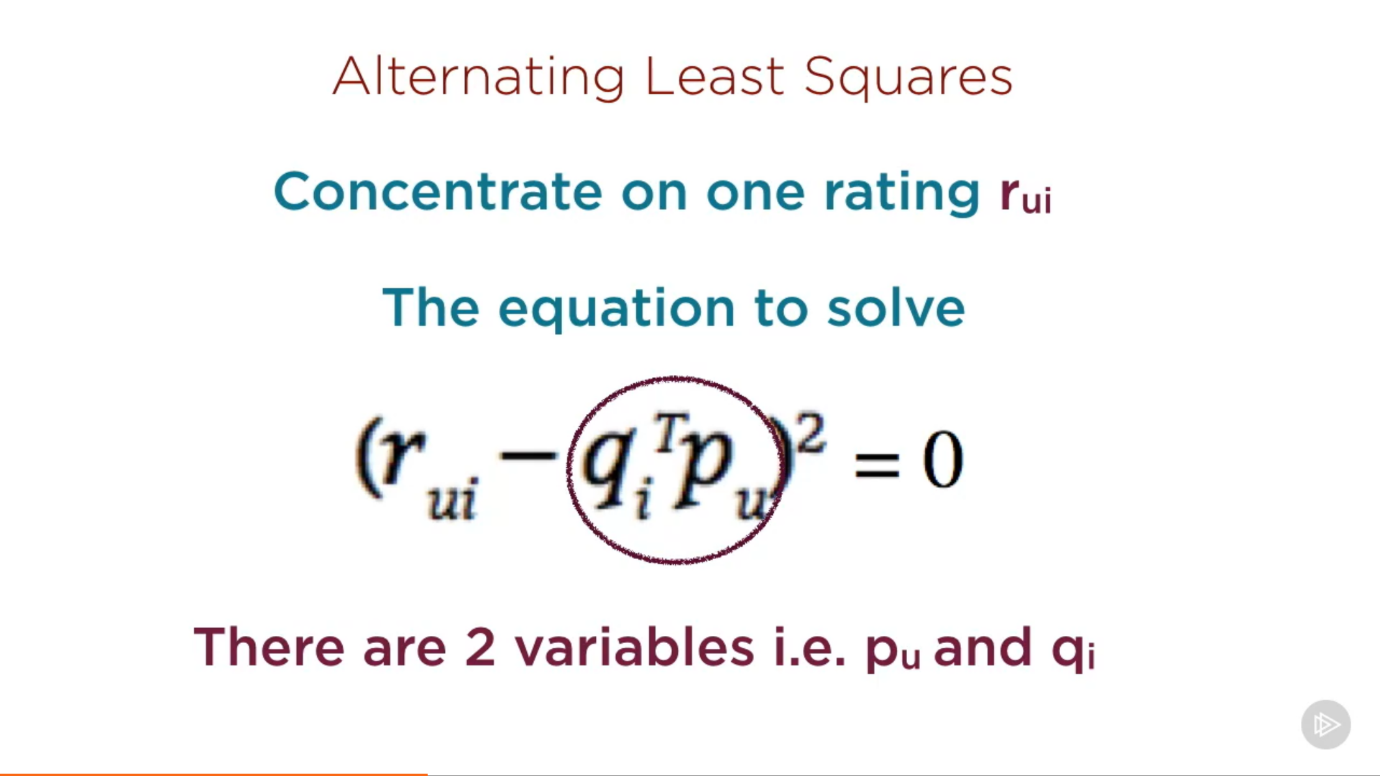 Alternating Least Squares
Concentrate on one rating rui
The equation to solve
(r ui − qiᵀpu)² = 0
There are 2 variables i.e. pu and qi